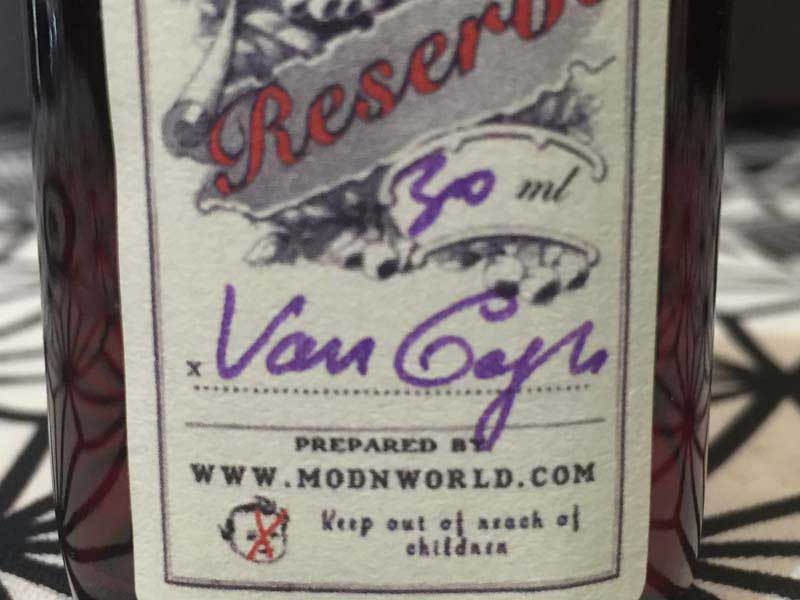 Reserve
30 ml
x Van Gogh
PREPARED BY
WWW.MODNWORLD.COM
Keep out of reach of
children